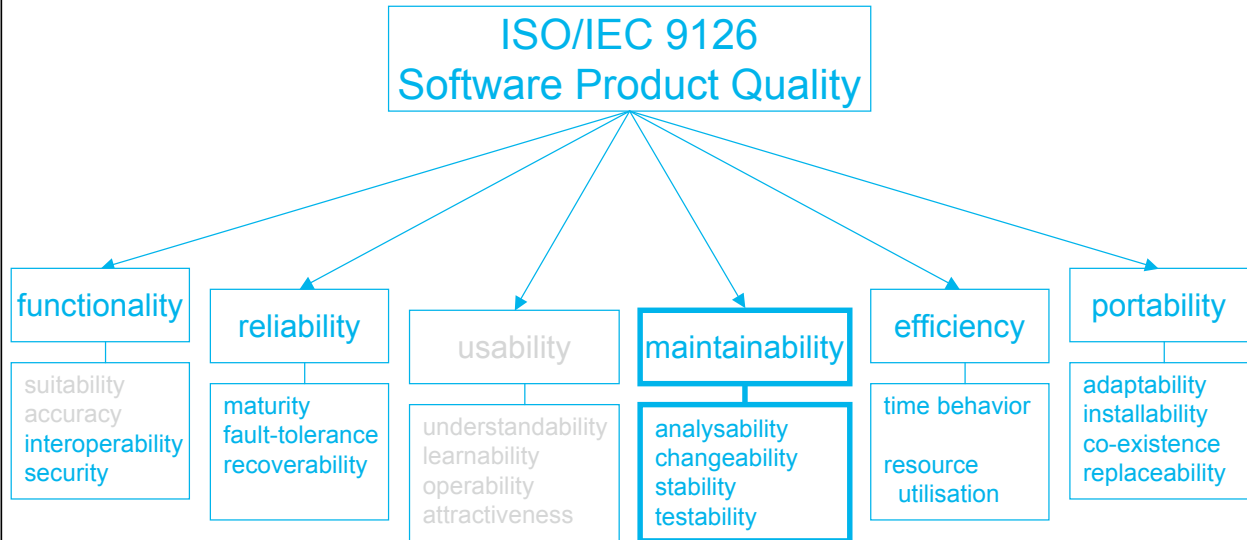 ISO/IEC 9126
Software Product Quality
functionality
suitability
accuracy
interoperability
security
reliability
maturity
fault-tolerance
recoverability
usability
understandability
learnability
operability
attractiveness
maintainability
analysability
changeability
stability
testability
efficiency
time behavior
resource
utilisation
portability
adaptability
installability
co-existence
replaceability